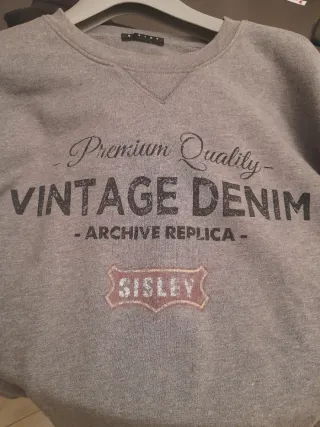 Premium Quality-
VINTAGE DENIM
- ARCHIVE REPLICA -
SISLEY